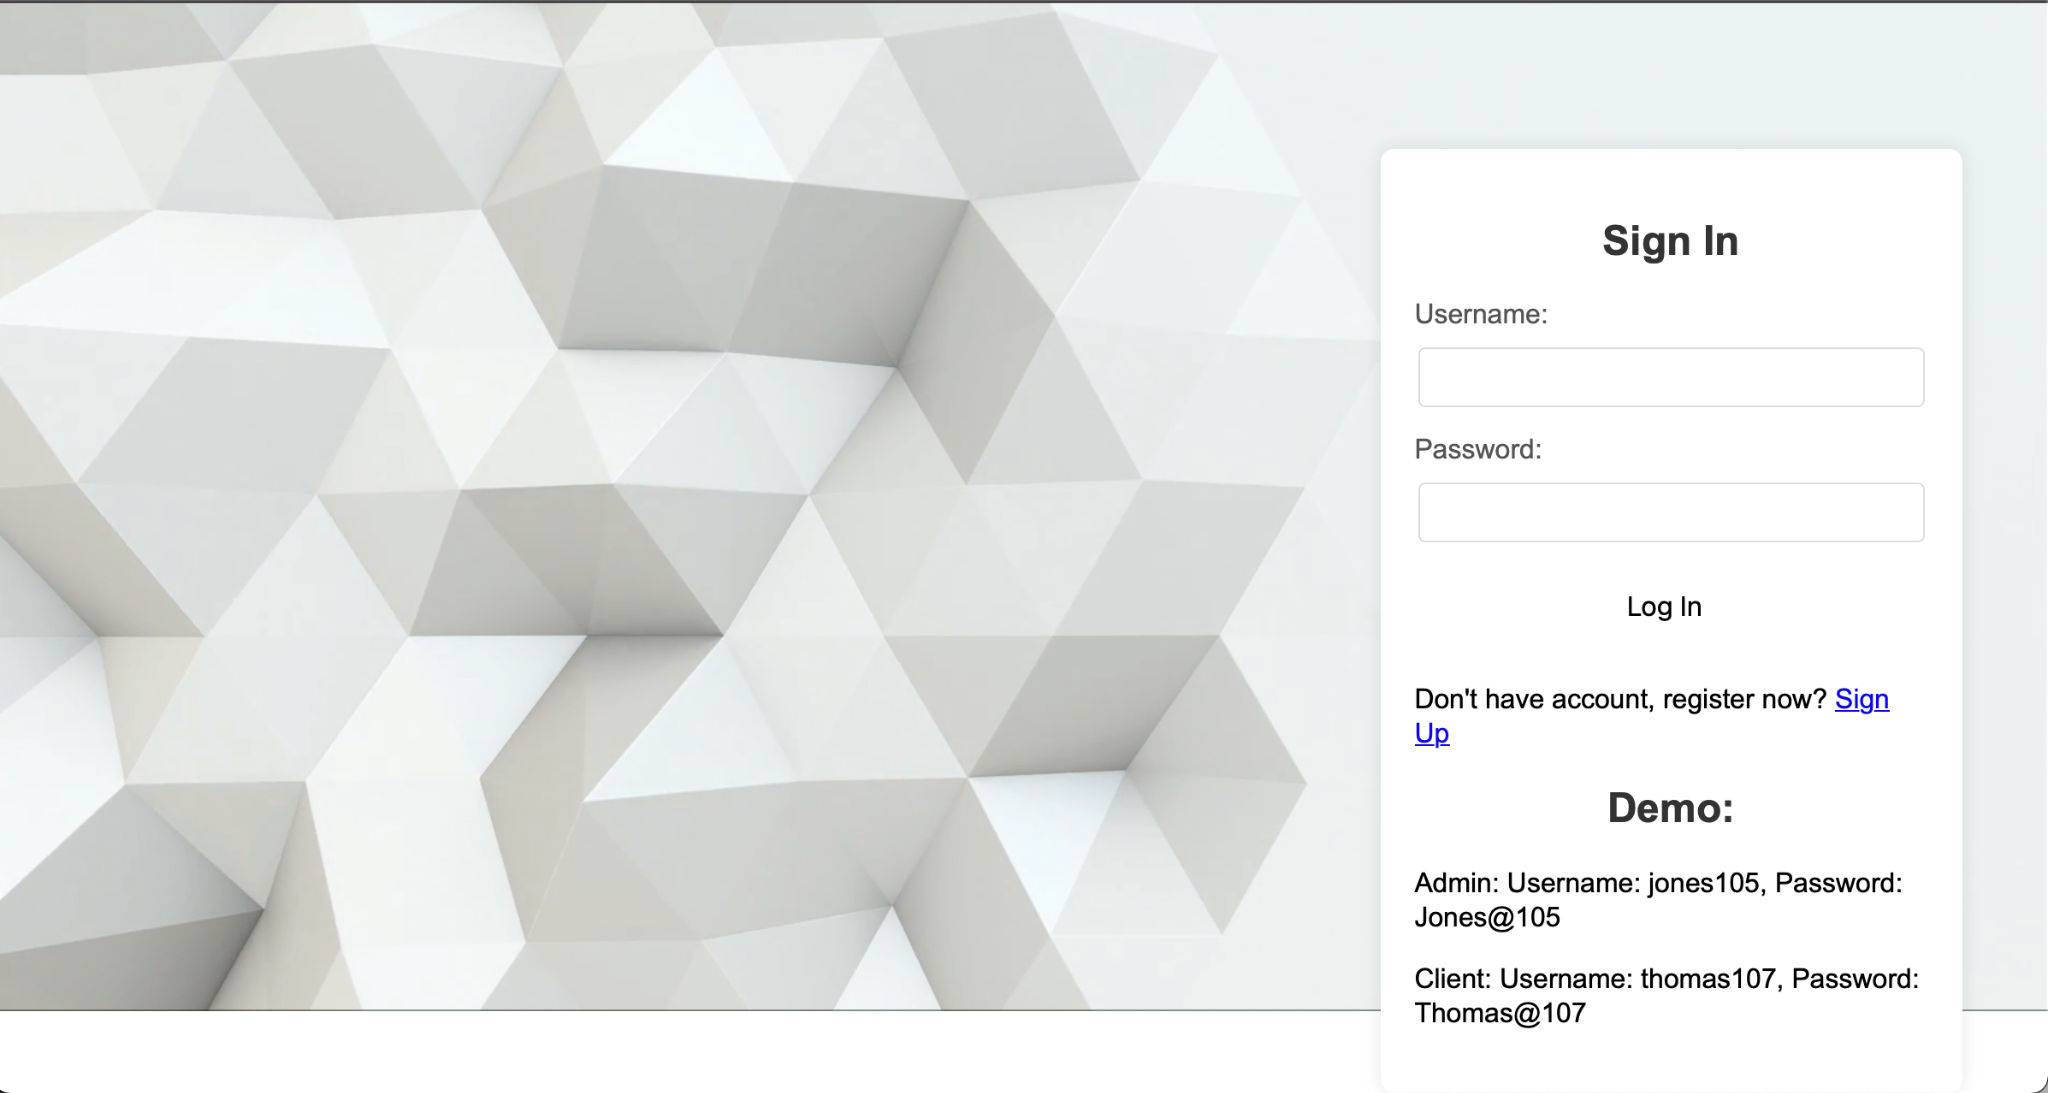 Sign In
Username:
Password:
Log In
Don't have account, register now? Sign
Up
Demo:
Admin: Username: jones105, Password:
Jones@105
Client: Username: thomas107, Password:
Thomas@107